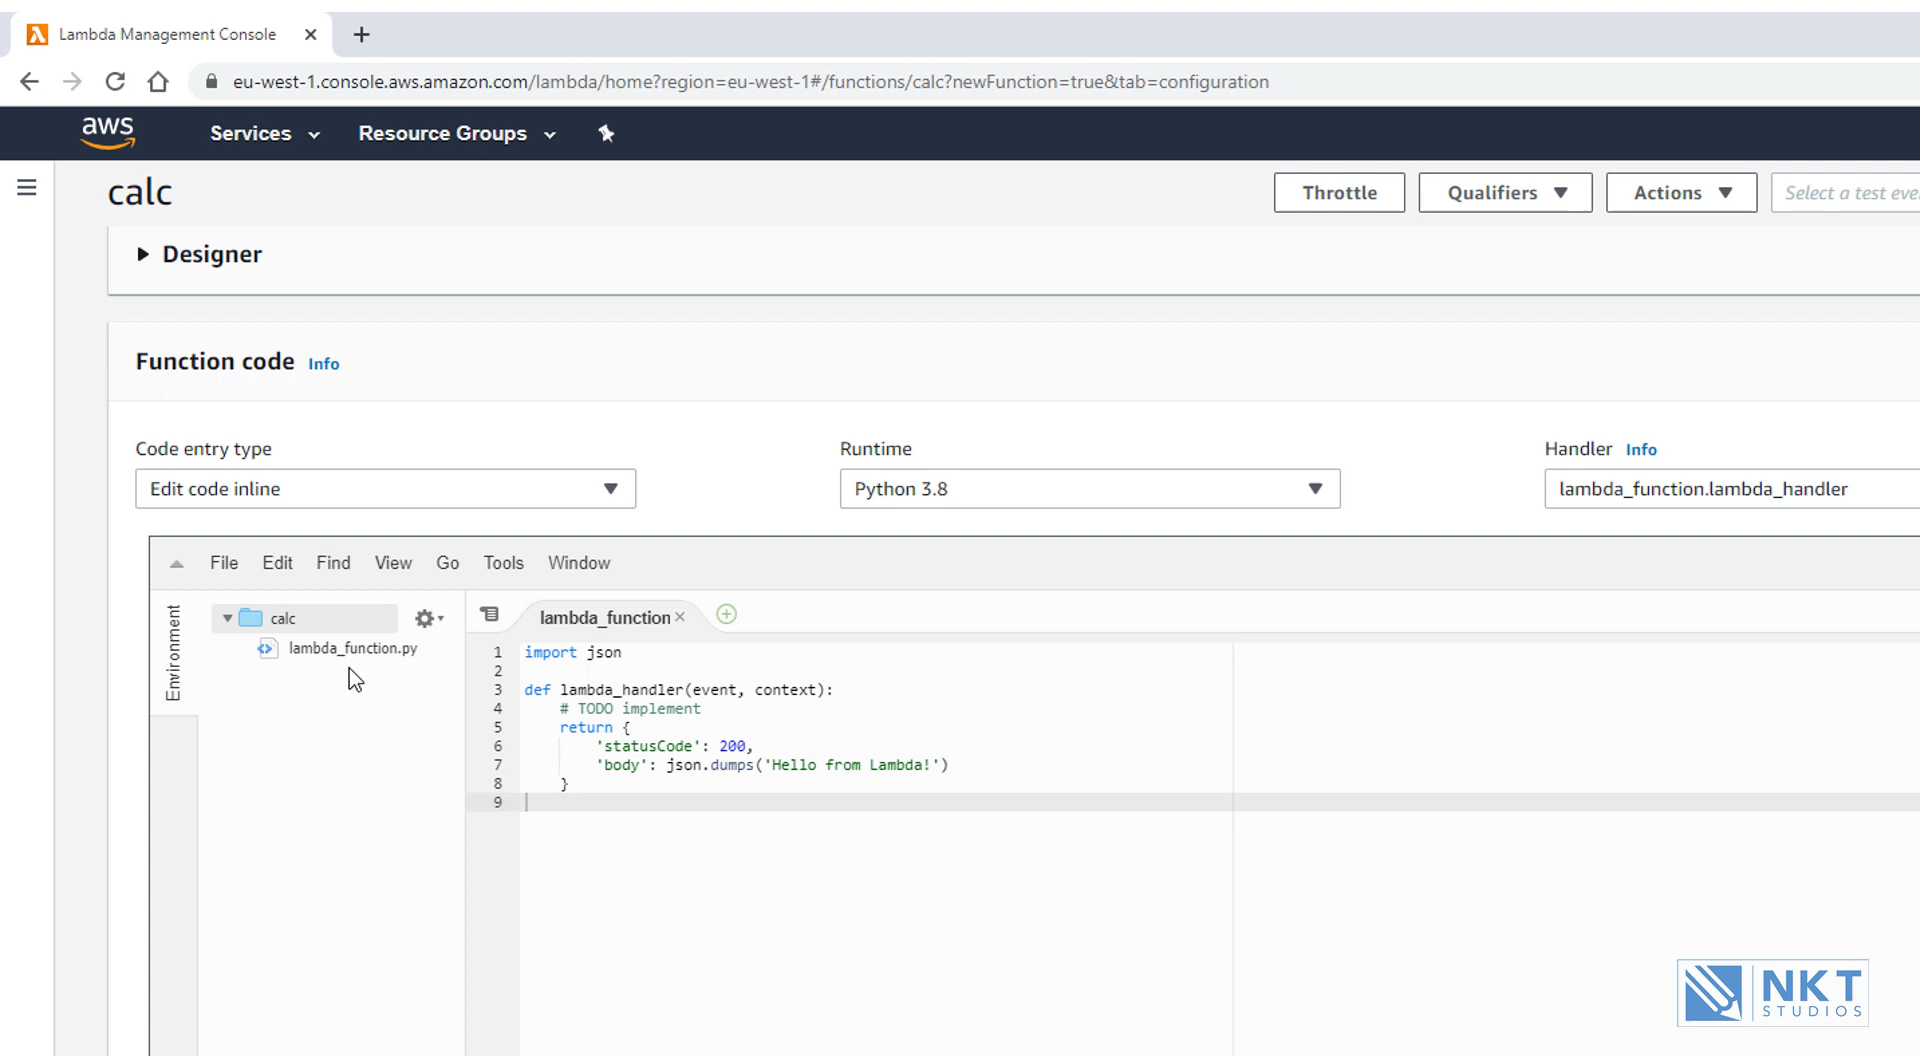 Lambda Management Console
eu-west-1.console.aws.amazon.com/lambda/home?region=eu-west-1#/functions/calc?newFunction=true&tab=configuration
aws Services Resource Groups
calc Throttle Qualifiers Actions Select a test eve
Designer
Function code Info
Code entry type Runtime Handler Info
Edit code inline Python 3.8 lambda_function.lambda_handler
File Edit Find View Go Tools Window
Environment
calc
lambda_function.py
lambda_function
1 import json
2
3 def lambda_handler(event, context):
4 # TODO implement
5 return {
6 'statusCode': 200,
7 'body': json.dumps('Hello from Lambda!')
8 }
9
NKT
STUDIOS